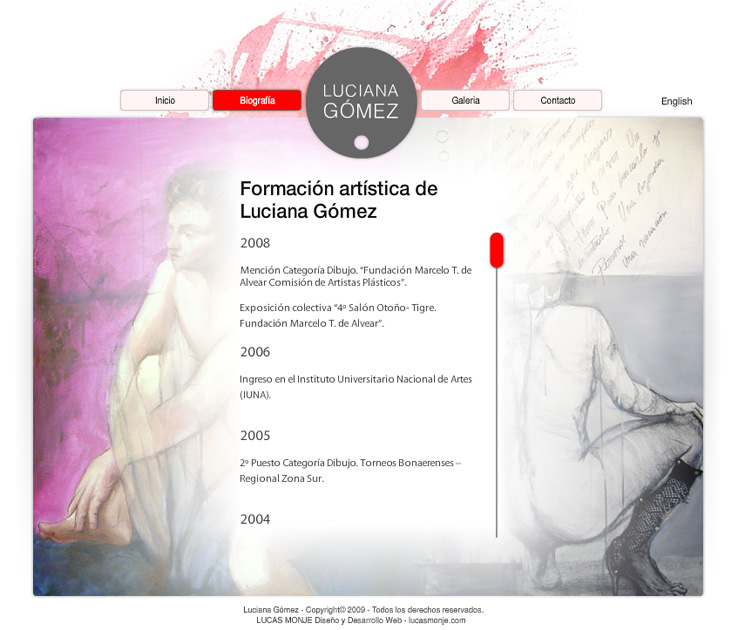 LUCIANA
GÓMEZ
Inicio
Biografía
Galeria
Contacto
English
Formación artística de
Luciana Gómez
2008
Mención Categoría Dibujo. “Fundación Marcelo T. de
Alvear Comisión de Artistas Plásticos”.
Exposición colectiva “4º Salón Otoño- Tigre.
Fundación Marcelo T. de Alvear”.
2006
Ingreso en el Instituto Universitario Nacional de Artes
(IUNA).
2005
2º Puesto Categoría Dibujo. Torneos Bonaerenses –
Regional Zona Sur.
2004
Luciana Gómez - Copyright© 2009 - Todos los derechos reservados.
LUCAS MONJE Diseño y Desarrollo Web - lucasmonje.com